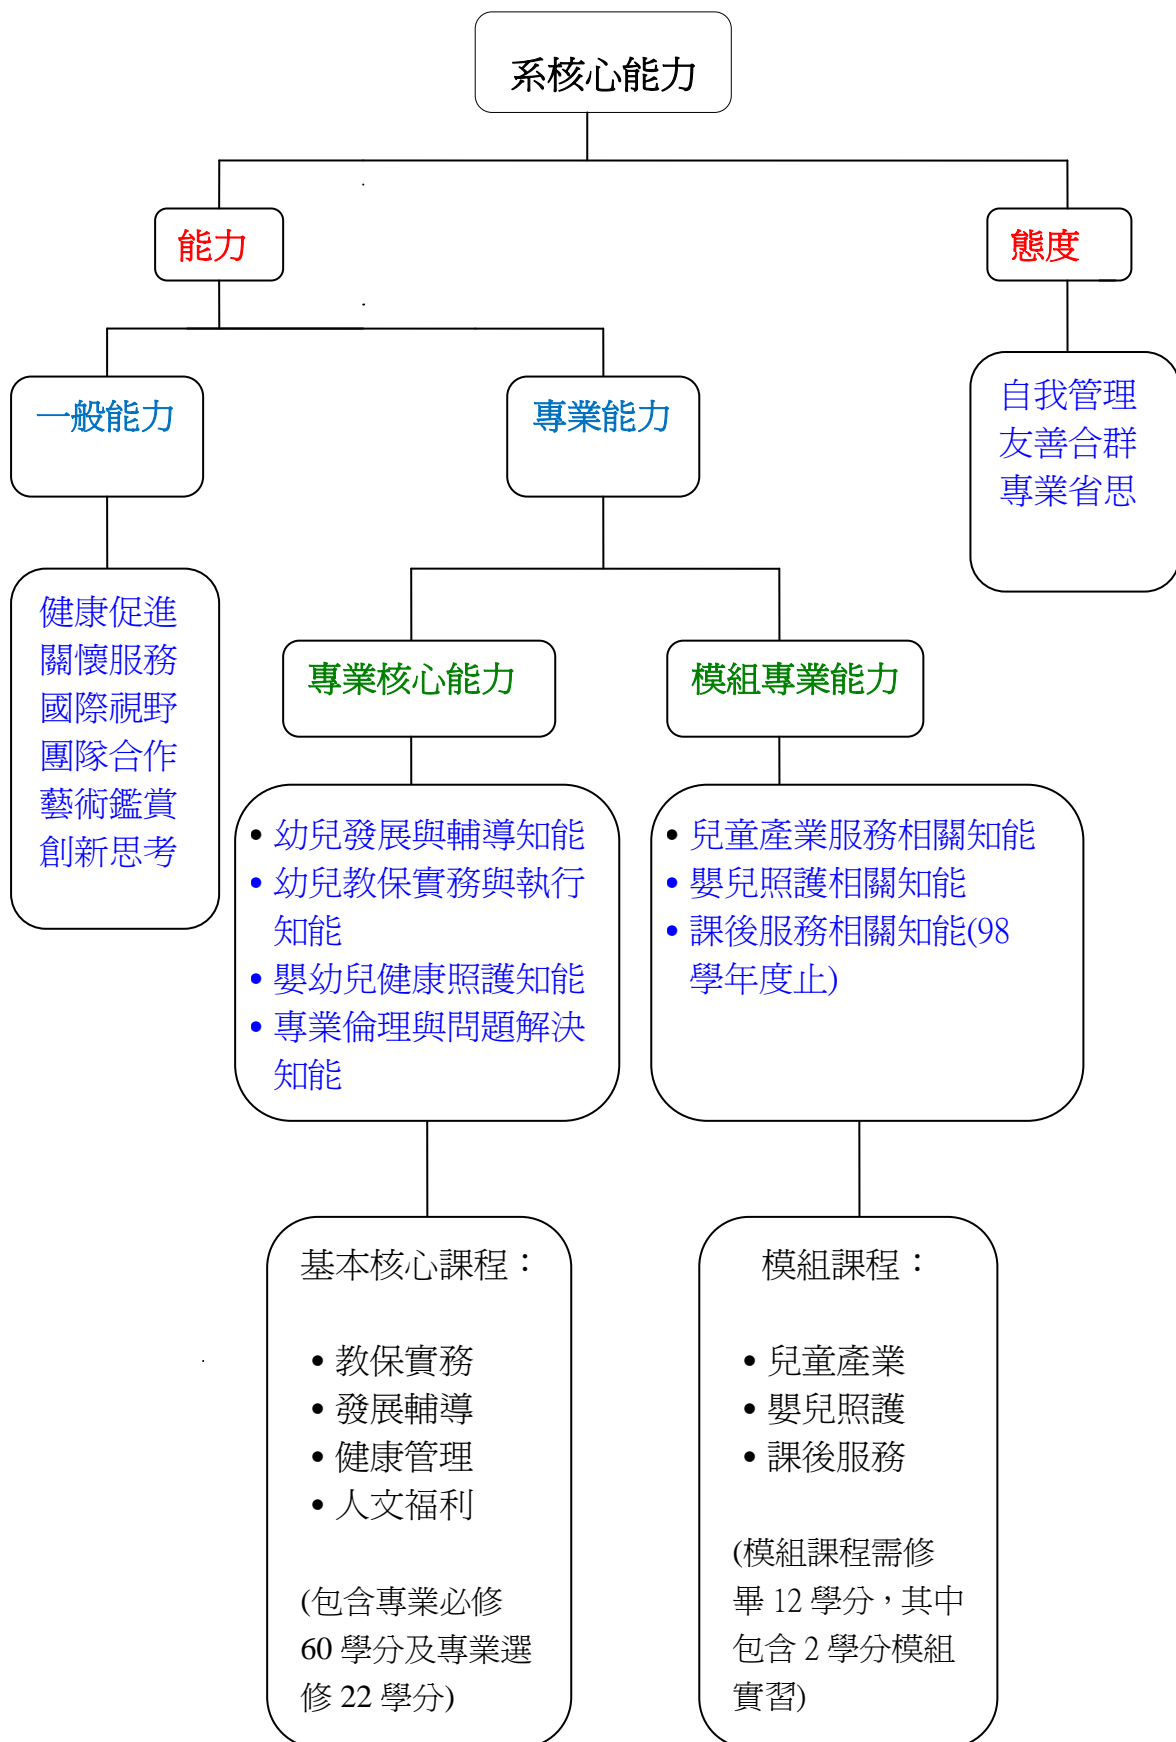 系核心能力
能力
態度
一般能力
專業能力
自我管理
友善合群
專業省思
健康促進
關懷服務
國際視野
團隊合作
藝術鑑賞
創新思考
專業核心能力
模組專業能力
• 幼兒發展與輔導知能
• 幼兒教保實務與執行
知能
• 嬰幼兒健康照護知能
• 專業倫理與問題解決
知能
• 兒童產業服務相關知能
• 嬰兒照護相關知能
• 課後服務相關知能(98
學年度止)
基本核心課程：
• 教保實務
• 發展輔導
• 健康管理
• 人文福利
(包含專業必修
60 學分及專業選
修 22 學分)
模組課程：
• 兒童產業
• 嬰兒照護
• 課後服務
(模組課程需修
畢 12 學分，其中
包含 2 學分模組
實習)